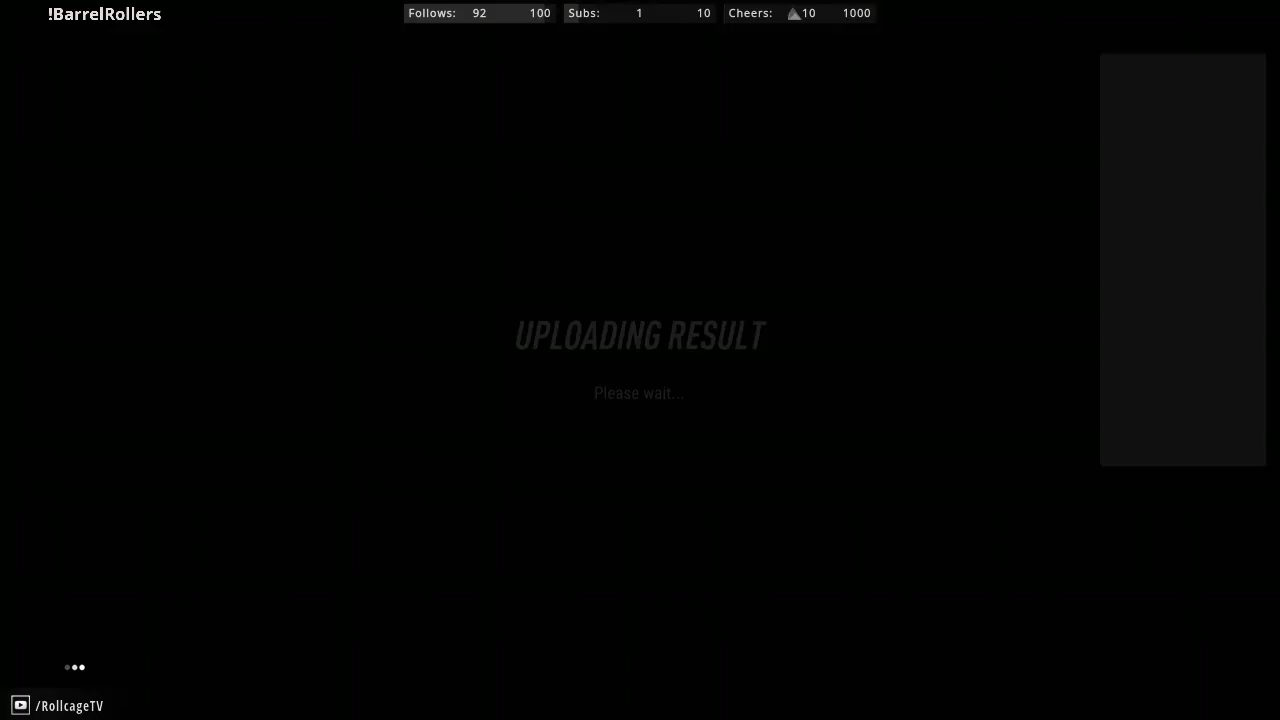 !BarrelRollers
Follows: 92 100 Subs: 1 10 Cheers: 10 1000
UPLOADING RESULT
Please wait...
/RollcageTV